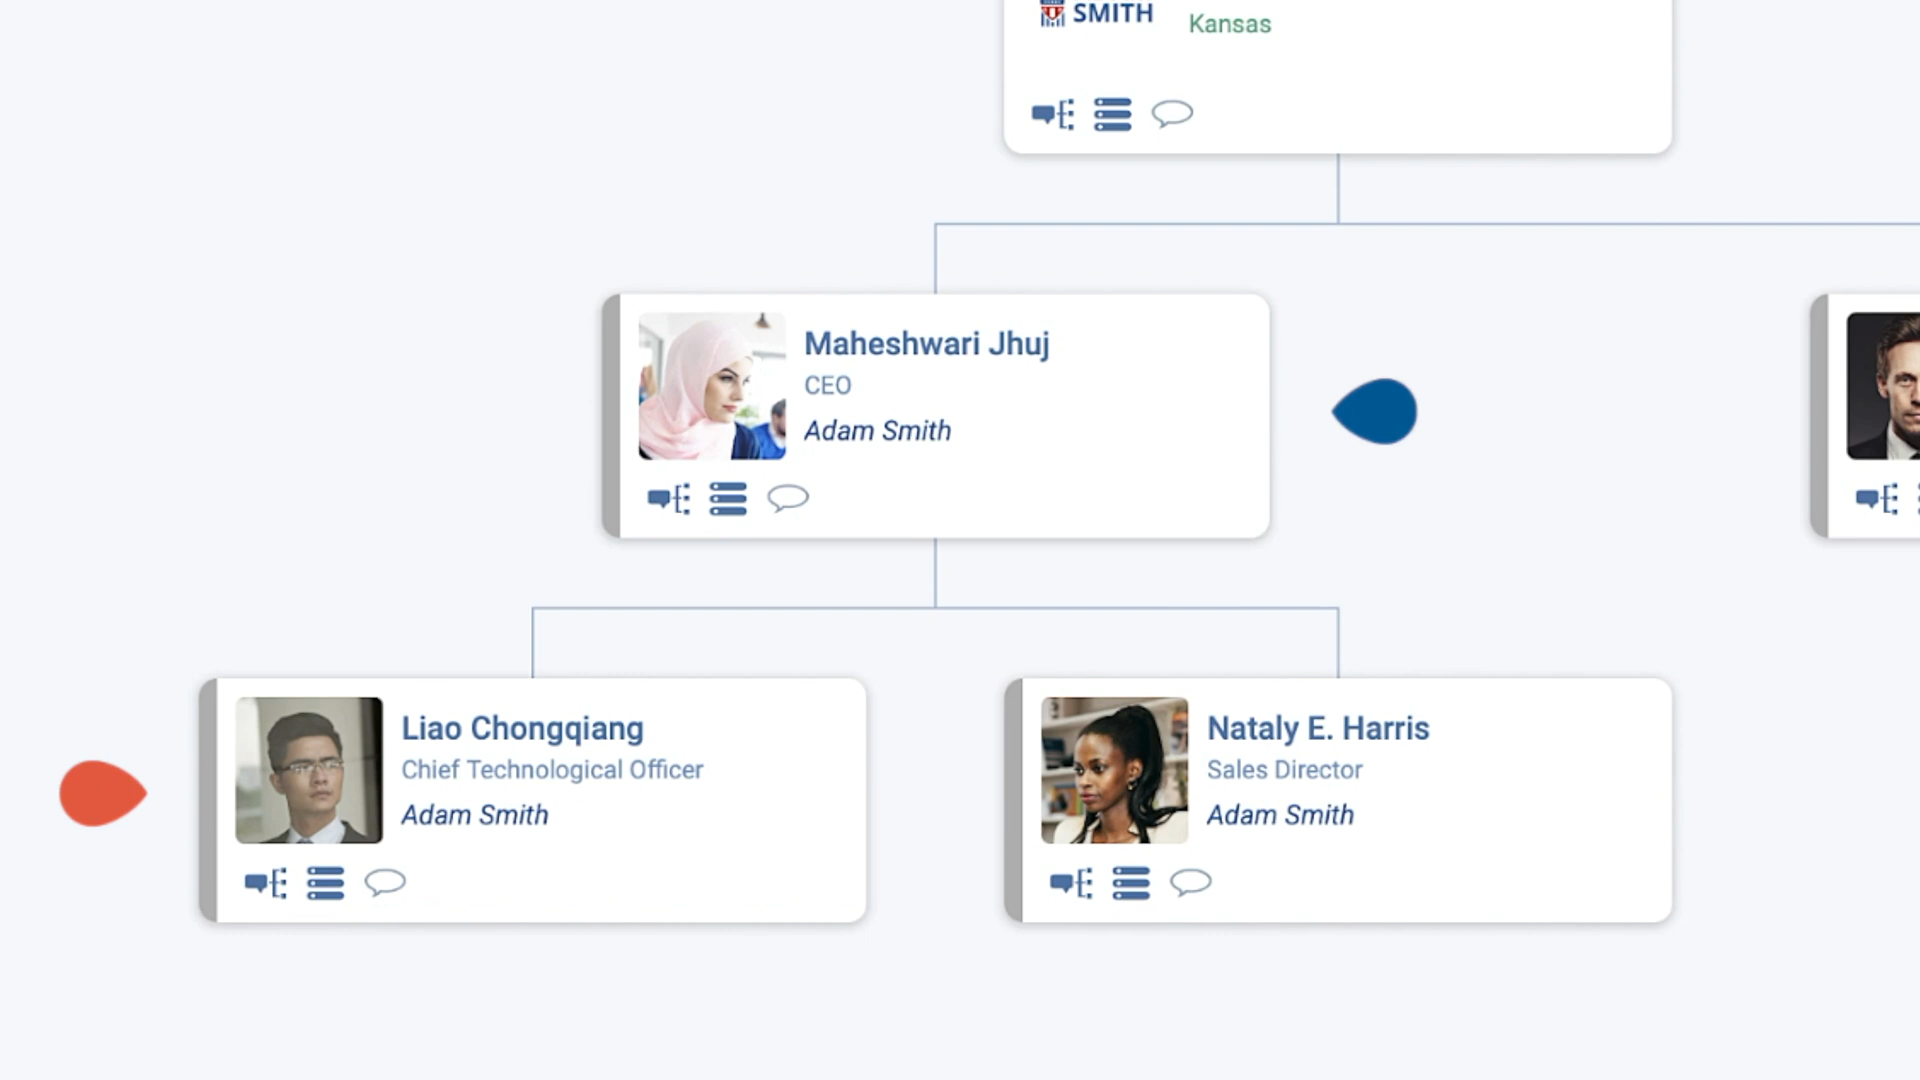 SMITH
Kansas
Maheshwari Jhuj
CEO
Adam Smith
Liao Chongqiang
Chief Technological Officer
Adam Smith
Nataly E. Harris
Sales Director
Adam Smith